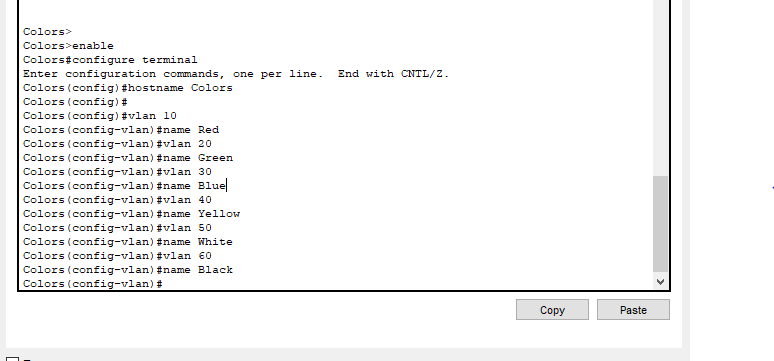 Colors>
Colors>enable
Colors#configure terminal
Enter configuration commands, one per line.  End with CNTL/Z.
Colors(config)#hostname Colors
Colors(config)#
Colors(config)#vlan 10
Colors(config-vlan)#name Red
Colors(config-vlan)#vlan 20
Colors(config-vlan)#name Green
Colors(config-vlan)#vlan 30
Colors(config-vlan)#name Blue
Colors(config-vlan)#vlan 40
Colors(config-vlan)#name Yellow
Colors(config-vlan)#vlan 50
Colors(config-vlan)#name White
Colors(config-vlan)#vlan 60
Colors(config-vlan)#name Black
Colors(config-vlan)#
Copy Paste